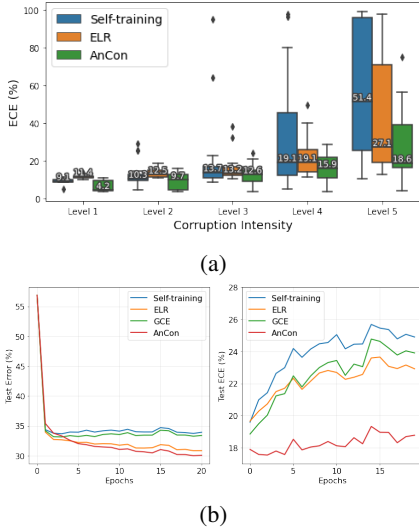 100
80
60
40
20
0
ECE (%)
Self-training
ELR
AnCon
9.1
11.4
4.2
10.3
12.5
9.7
13.7
13.2
12.6
19.1
19.1
15.9
51.4
27.1
18.6
Level 1 Level 2 Level 3 Level 4 Level 5
Corruption Intensity
(a)
55
50
45
40
35
30
Test Error (%)
Self-training
ELR
GCE
AnCon
0 5 10 15 20
Epochs
28
26
24
22
20
18
Test ECE (%)
Self-training
ELR
GCE
AnCon
0 5 10 15
Epochs
(b)